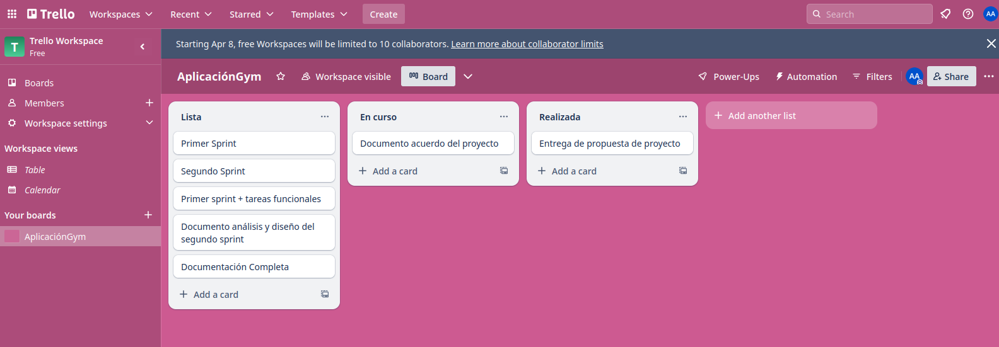 Trello
Workspaces
Recent
Starred
Templates
Create
Search
AA
T
Trello Workspace
Free
Starting Apr 8, free Workspaces will be limited to 10 collaborators. Learn more about collaborator limits
Boards
Members
Workspace settings
Workspace views
Table
Calendar
Your boards
AplicaciónGym
AplicaciónGym
Workspace visible
Board
Power-Ups
Automation
Filters
AA
Share
Lista
Primer Sprint
Segundo Sprint
Primer sprint + tareas funcionales
Documento análisis y diseño del
segundo sprint
Documentación Completa
Add a card
En curso
Documento acuerdo del proyecto
Add a card
Realizada
Entrega de propuesta de proyecto
Add a card
Add another list